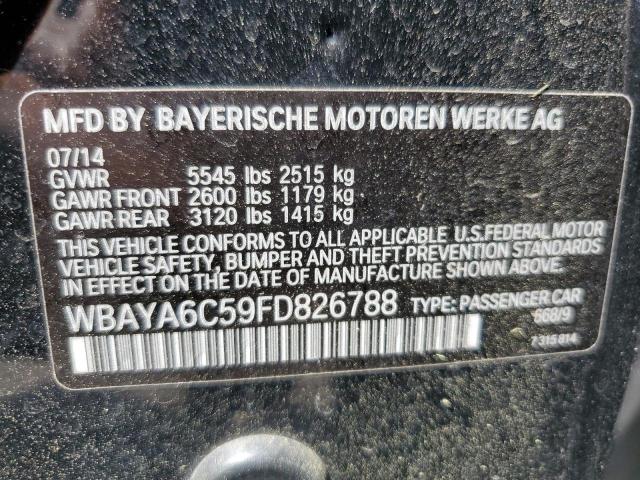 MFD BY BAYERISCHE MOTOREN WERKE AG
07/14
GVWR 5545 lbs 2515 kg
GAWR FRONT 2600 lbs 1179 kg
GAWR REAR 3120 lbs 1415 kg
THIS VEHICLE CONFORMS TO ALL APPLICABLE U.S.FEDERAL MOTOR
VEHICLE SAFETY, BUMPER AND THEFT PREVENTION STANDARDS
IN EFFECT ON THE DATE OF MANUFACTURE SHOWN ABOVE.
WBAYA6C59FD826788 TYPE: PASSENGER CAR
668/9
7315814